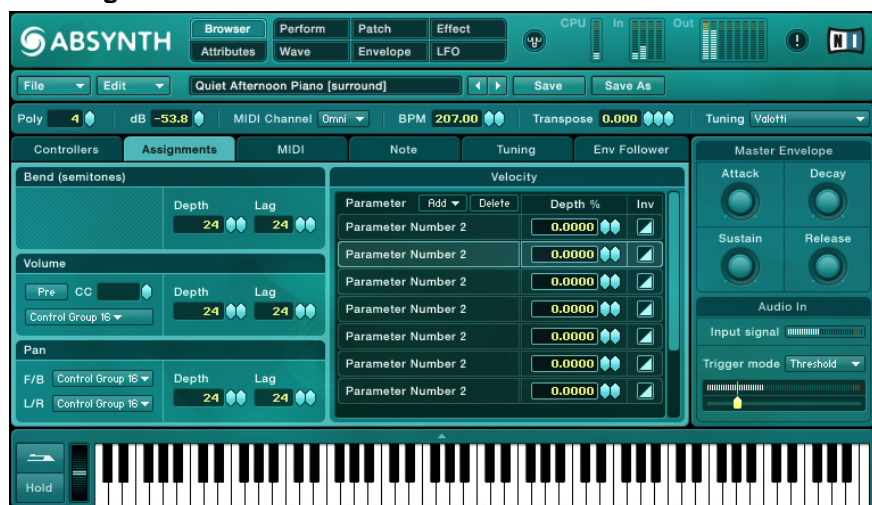 ABSYNTH
Browser Perform Patch Effect
Attributes Wave Envelope LFO
CPU In Out
! NI
File Edit Quiet Afternoon Piano [surround] Save Save As
Poly 4 dB -53.8 MIDI Channel Omni BPM 207.00 Transpose 0.000 Tuning Valotti
Controllers Assignments MIDI Note Tuning Env Follower
Bend (semitones)
Depth Lag
24 24
Volume
Pre CC Depth Lag
Control Group 16 24 24
Pan
F/B Control Group 16 Depth Lag
L/R Control Group 16 24 24
Velocity
Parameter Add Delete Depth % Inv
Parameter Number 2 0.0000
Parameter Number 2 0.0000
Parameter Number 2 0.0000
Parameter Number 2 0.0000
Parameter Number 2 0.0000
Parameter Number 2 0.0000
Parameter Number 2 0.0000
Master Envelope
Attack Decay
Sustain Release
Audio In
Input signal
Trigger mode Threshold
Hold